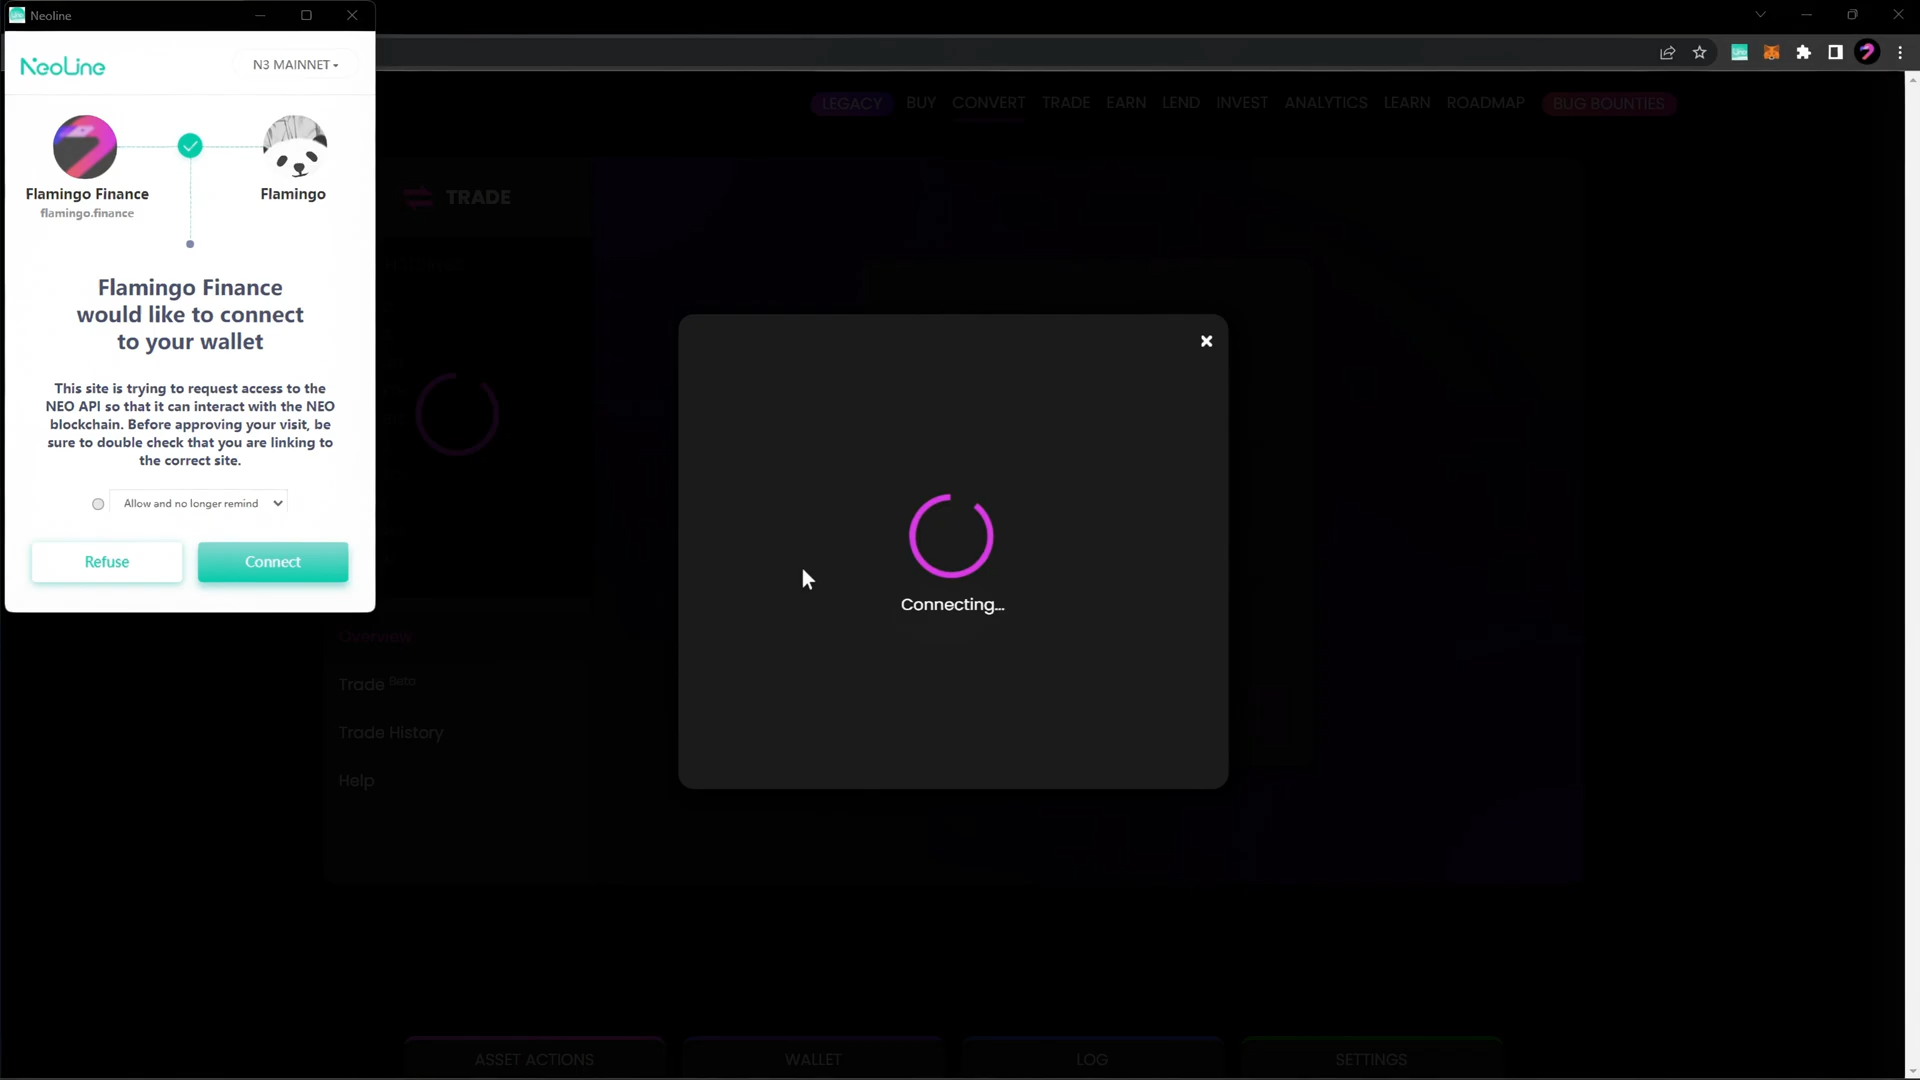 Neoline
NEOLINE
N3 MAINNET
Flamingo Finance
flamingo.finance
Flamingo
Flamingo Finance
would like to connect
to your wallet
This site is trying to request access to the
NEO API so that it can interact with the NEO
blockchain. Before approving your visit, be
sure to double check that you are linking to
the correct site.
Allow and no longer remind
Refuse
Connect
LEGACY
BUY
CONVERT
TRADE
EARN
LEND
INVEST
ANALYTICS
LEARN
ROADMAP
BUG BOUNTIES
TRADE
Connecting...
Overview
Trade Beta
Trade History
Help
ASSET ACTIONS
WALLET
LOG
SETTINGS